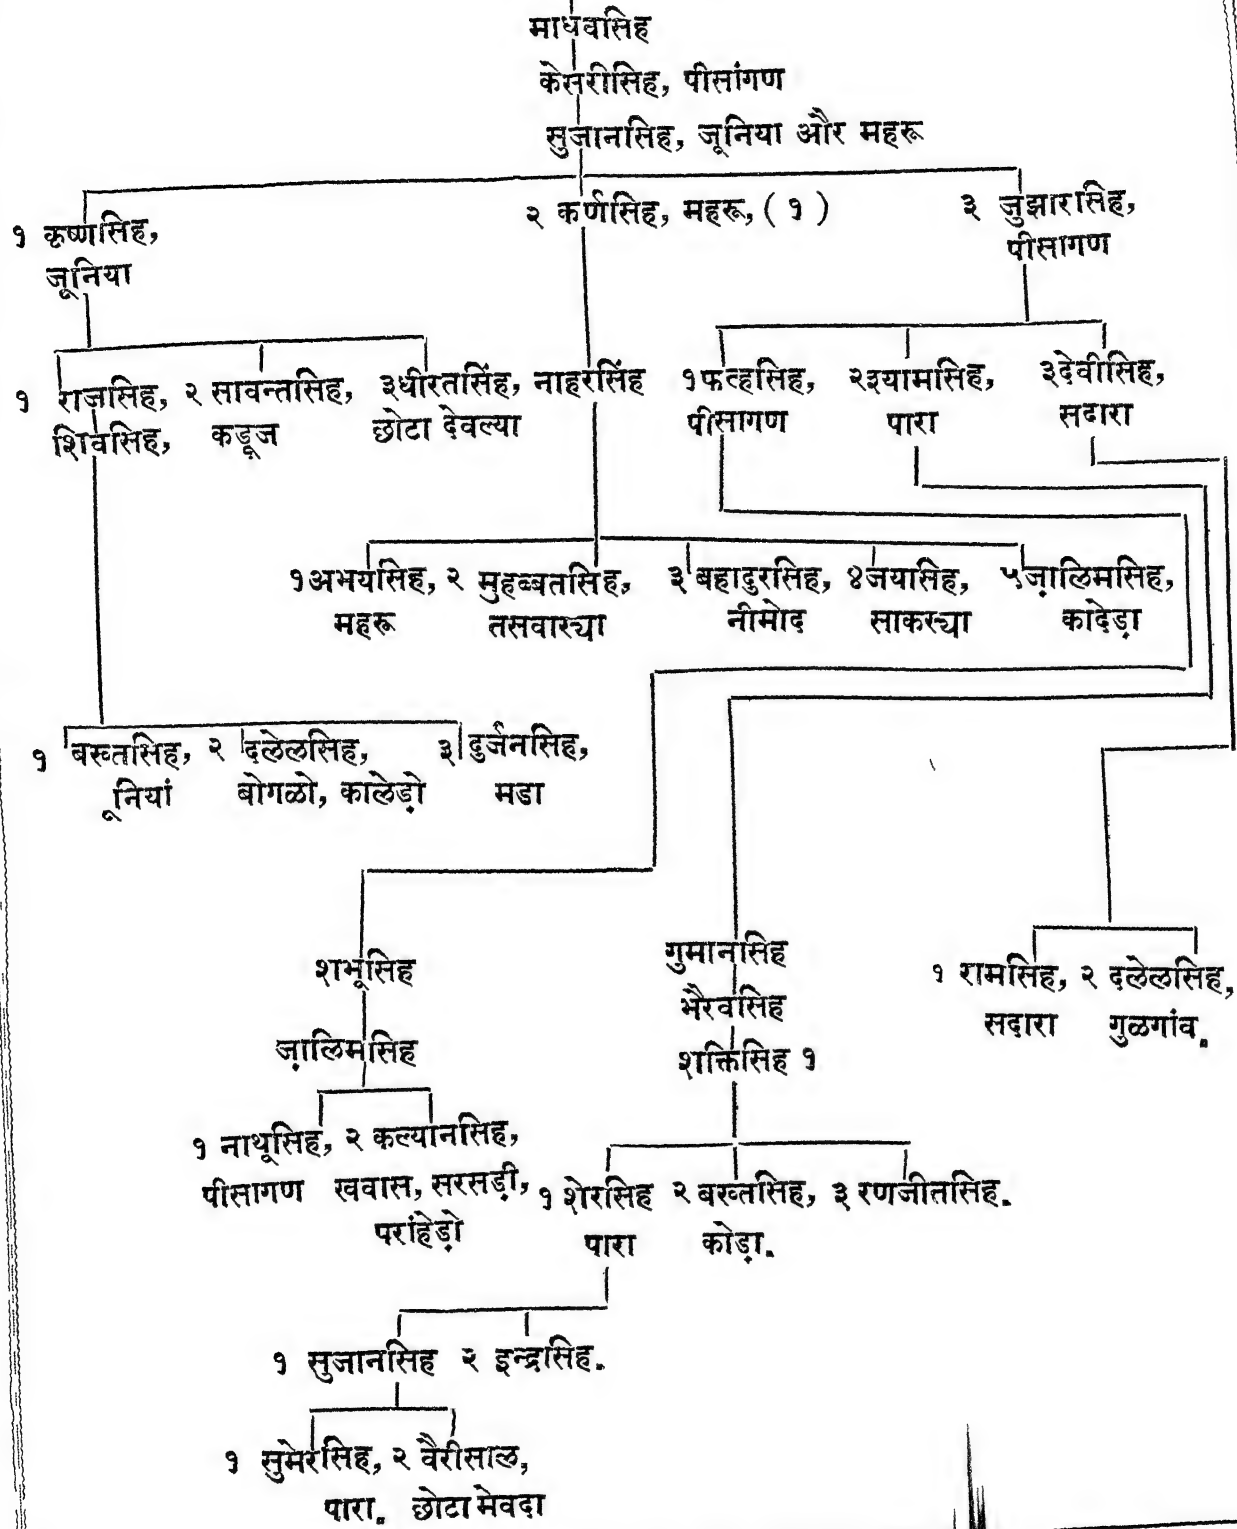 माधवसिह
केसरीसिह, पीसांगण
सुजानसिह, जूनिया और महरू
१ कृष्णसिह,
जूनिया
२ कर्णसिह, महरू, ( १ )
३ जुझारसिह,
पीसागण
१ राजसिह, २ सावन्तसिह, ३धीरतसिंह, नाहरसिंह १फत्हसिह, २श्यामसिह, ३देवीसिह,
शिवसिह, कडूज छोटा देवल्या पीसागण पारा सदारा
१अभयसिह, २ मुहब्बतसिह, ३ बहादुरसिह, ४जयासिह, ५ज़ालिमसिह,
महरू तसवारया नीमोद साकरया कादेड़ा
१ बख्तसिह, २ दलेलसिह, ३ दुर्जनसिह,
जूनियां बोगळो, कालेड़ो मडा
शभूसिह
ज़ालिमसिह
१ नाथूसिह, २ कल्यानसिह,
पीसागण खवास, सरसड़ी,
परांहेड़ो
गुमानसिह
भैरवसिह
शक्तिसिह १
१ शेरसिह २ बख्तसिह, ३ रणजीतसिह.
पारा कोड़ा.
१ रामसिह, २ दलेलसिह,
सदारा गुळगांव.
१ सुजानसिह २ इन्द्रसिह.
१ सुमेरसिह, २ वैरीसाल,
पारा. छोटा मेवदा